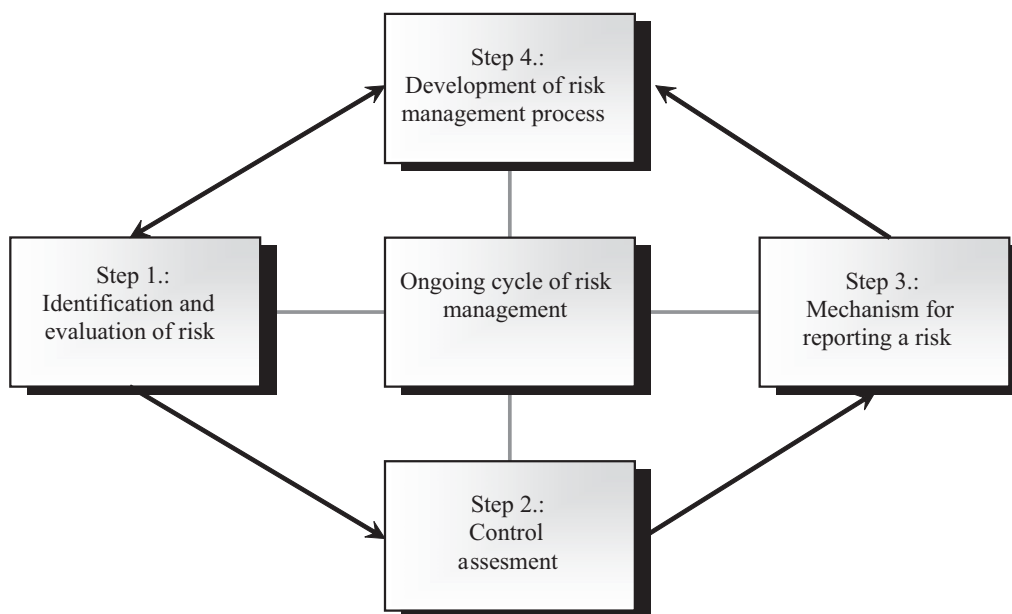 Step 4.:
Development of risk
management process
Step 1.:
Identification and
evaluation of risk
Ongoing cycle of risk
management
Step 3.:
Mechanism for
reporting a risk
Step 2.:
Control
assesment